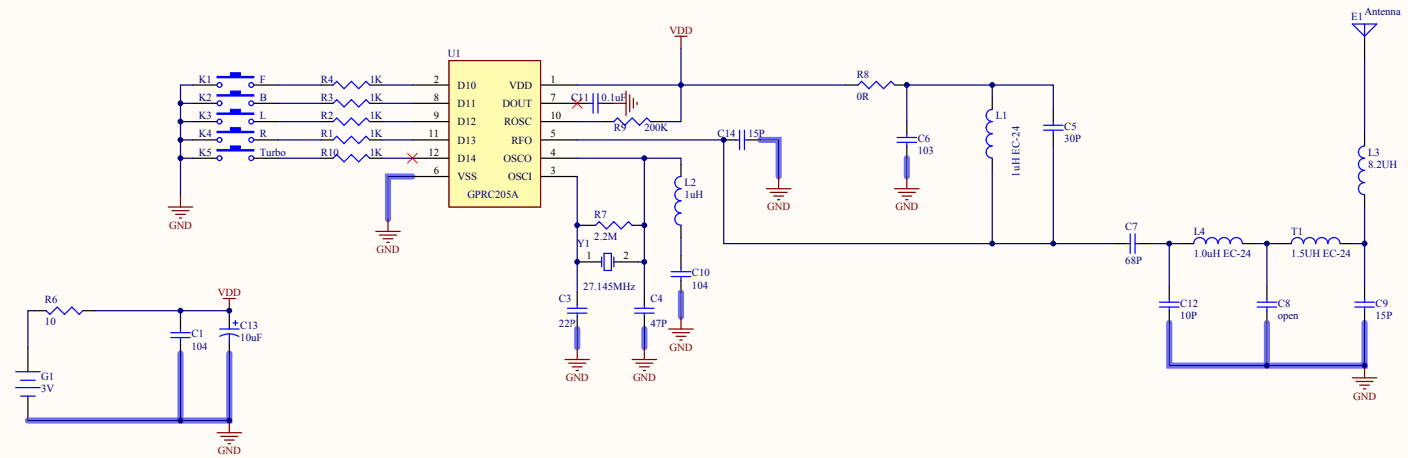 E1 Antenna
VDD
U1
K1 F R4 1K 2 D10 VDD 1
K2 B R3 1K 8 D11 DOUT 7 C11 0.1uF
K3 L R2 1K 9 D12 ROSC 10 R9 200K
K4 R R1 1K 11 D13 RFO 5 C14 15P
K5 Turbo R10 1K 12 D14 OSCO 4
6 VSS OSCI 3
GPRC205A
GND
GND
R8
0R
C6
103
GND
L1
1uH EC-24
C5
30P
GND
L2
1uH
R7
2.2M
Y1
1 2
27.145MHz
C3
22P
GND
C4
47P
GND
C10
104
GND
L3
8.2UH
C7
68P
L4
1.0uH EC-24
T1
1.5UH EC-24
C12
10P
C8
open
C9
15P
GND
R6
10
VDD
C1
104
C13
10uF
+
G1
3V
GND